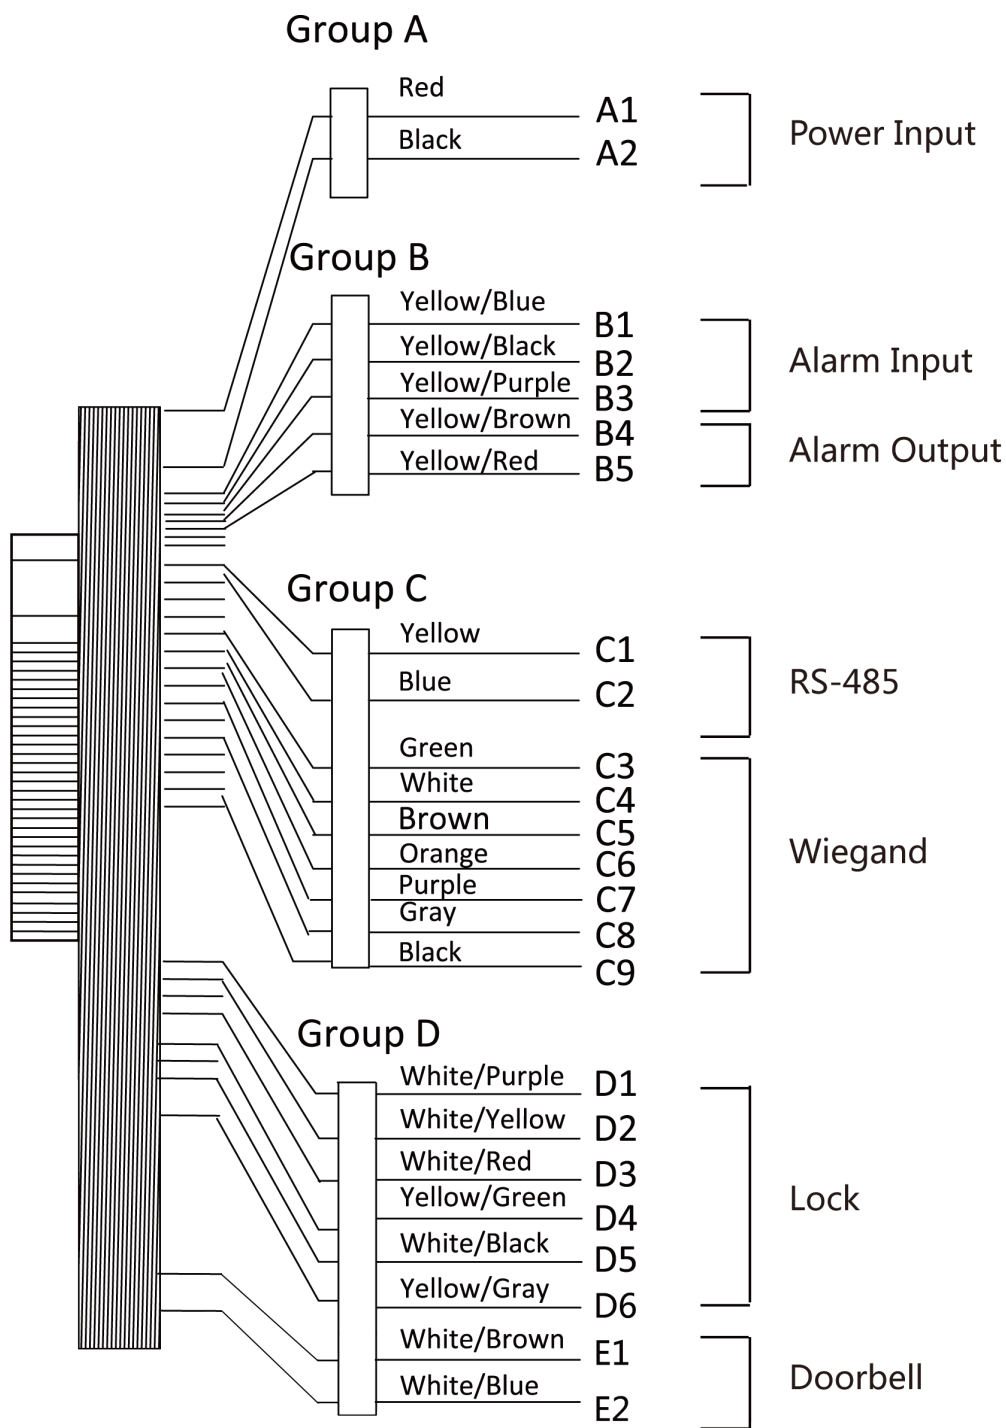 Group A
Red
A1
Black
A2
Power Input
Group B
Yellow/Blue
B1
Yellow/Black
B2
Yellow/Purple
B3
Alarm Input
Yellow/Brown
B4
Yellow/Red
B5
Alarm Output
Group C
Yellow
C1
Blue
C2
RS-485
Green
C3
White
C4
Brown
C5
Orange
C6
Purple
C7
Gray
C8
Black
C9
Wiegand
Group D
White/Purple
D1
White/Yellow
D2
White/Red
D3
Yellow/Green
D4
White/Black
D5
Yellow/Gray
D6
Lock
White/Brown
E1
White/Blue
E2
Doorbell